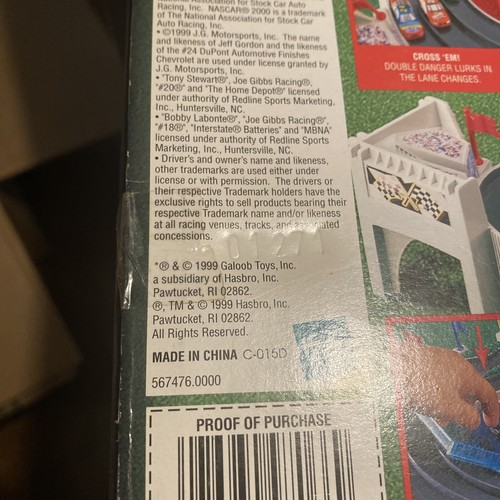 Association for Stock Car Auto
Racing, Inc. NASCAR® 2000 is a trademark
of The National Association for Stock Car
Auto Racing, Inc.
• ©1999 J.G. Motorsports, Inc. The name
and likeness of Jeff Gordon and the likeness
of the #24 DuPont Automotive Finishes
Chevrolet are used under license granted by
J.G. Motorsports, Inc.
• "Tony Stewart®", Joe Gibbs Racing®,
"#20®" and "The Home Depot®" licensed
under authority of Redline Sports Marketing,
Inc., Huntersville, NC.
• "Bobby Labonte®", "Joe Gibbs Racing®",
"#18®", "Interstate® Batteries" and "MBNA"
licensed under authority of Redline Sports
Marketing, Inc., Huntersville, NC.
• Driver's and owner's name and likeness,
other trademarks are used either under
license or with permission. The drivers or
their respective Trademark holders have the
exclusive rights to sell products bearing their
respective Trademark name and/or likeness
at all racing venues, tracks, and associated
concessions.
*® & © 1999 Galoob Toys, Inc.
a subsidiary of Hasbro, Inc.
Pawtucket, RI 02862.
®, TM & © 1999 Hasbro, Inc.
Pawtucket, RI 02862.
All Rights Reserved.
MADE IN CHINA C-015D
567476.0000
PROOF OF PURCHASE
CROSS 'EM!
DOUBLE DANGER LURKS IN
THE LANE CHANGES.